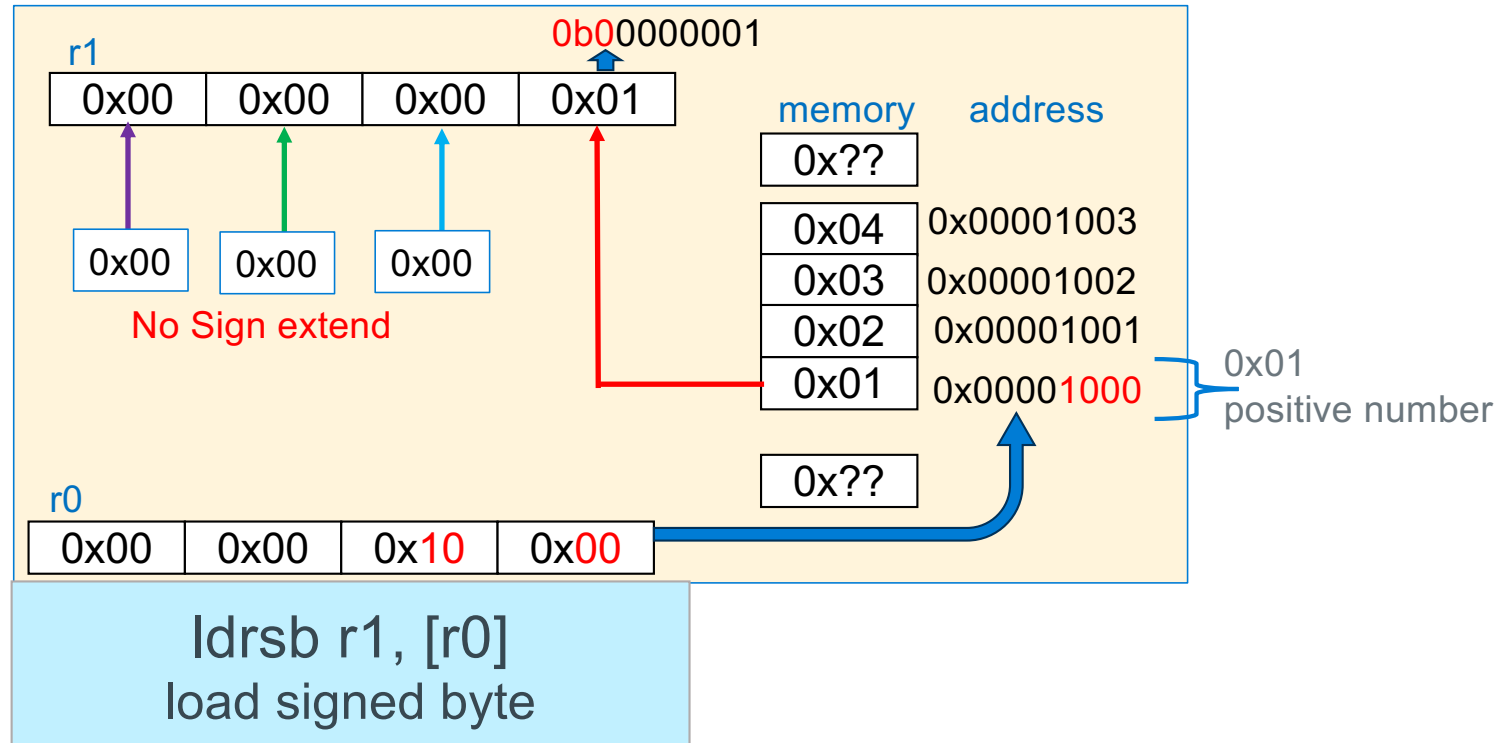 0b00000001
r1
0x00 0x00 0x00 0x01
memory address
0x??
0x04 0x00001003
0x00 0x00 0x00
0x03 0x00001002
No Sign extend
0x02 0x00001001
0x01 0x00001000
0x01
positive number
0x??
r0
0x00 0x00 0x10 0x00
ldrsb r1, [r0]
load signed byte